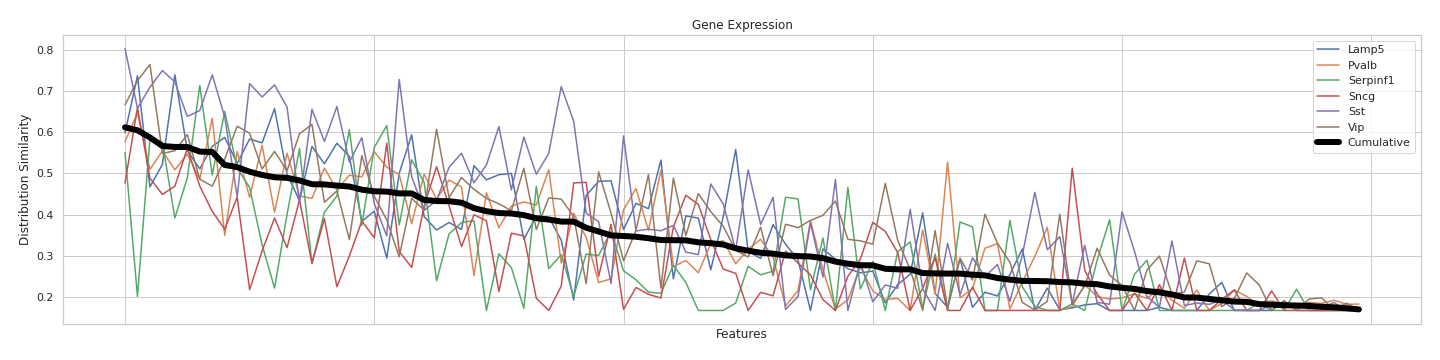 Gene Expression
0.8
0.7
0.6
0.5
0.4
0.3
0.2
Distribution Similarity
Features
Lamp5
Pvalb
Serpinf1
Sncg
Sst
Vip
Cumulative